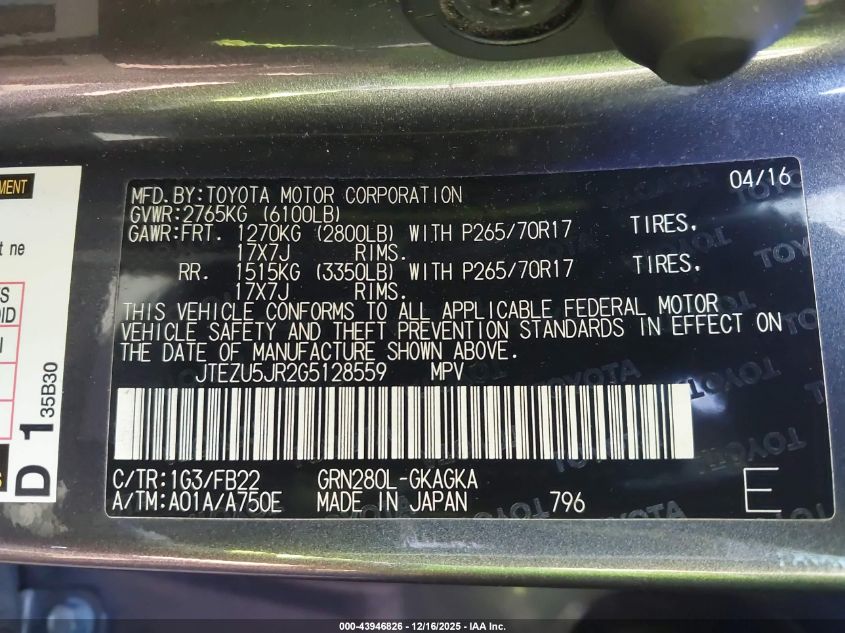 MENT
t ne
S
OID
N
D 1 35B30
S
04/16
MFD.BY:TOYOTA MOTOR CORPORATION
GVWR:2765KG (6100LB)
GAWR:FRT. 1270KG (2800LB) WITH P265/70R17 TIRES.
17X7J RIMS.
RR. 1515KG (3350LB) WITH P265/70R17 TIRES.
17X7J RIMS.
THIS VEHICLE CONFORMS TO ALL APPLICABLE FEDERAL MOTOR
VEHICLE SAFETY AND THEFT PREVENTION STANDARDS IN EFFECT ON
THE DATE OF MANUFACTURE SHOWN ABOVE.
JTEZU5JR2G5128559 MPV
C/TR:1G3/FB22 GRN280L-GKAGKA
A/TM:A01A/A750E MADE IN JAPAN 796 E
000-43946826 - 12/16/2025 - IAA Inc.